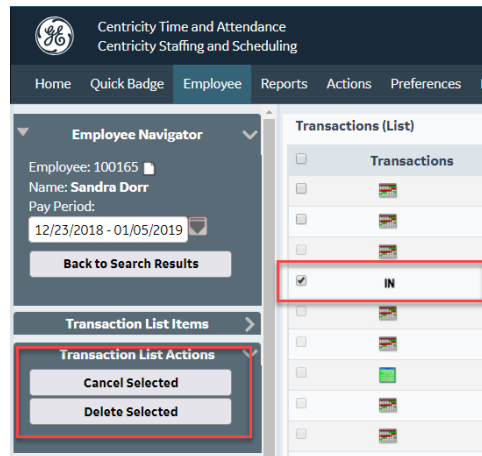 GE
Centricity Time and Attendance
Centricity Staffing and Scheduling
Home Quick Badge Employee Reports Actions Preferences
Employee Navigator
Employee: 100165
Name: Sandra Dorr
Pay Period:
12/23/2018 - 01/05/2019
Back to Search Results
Transaction List Items
Transaction List Actions
Cancel Selected
Delete Selected
Transactions (List)
Transactions
IN